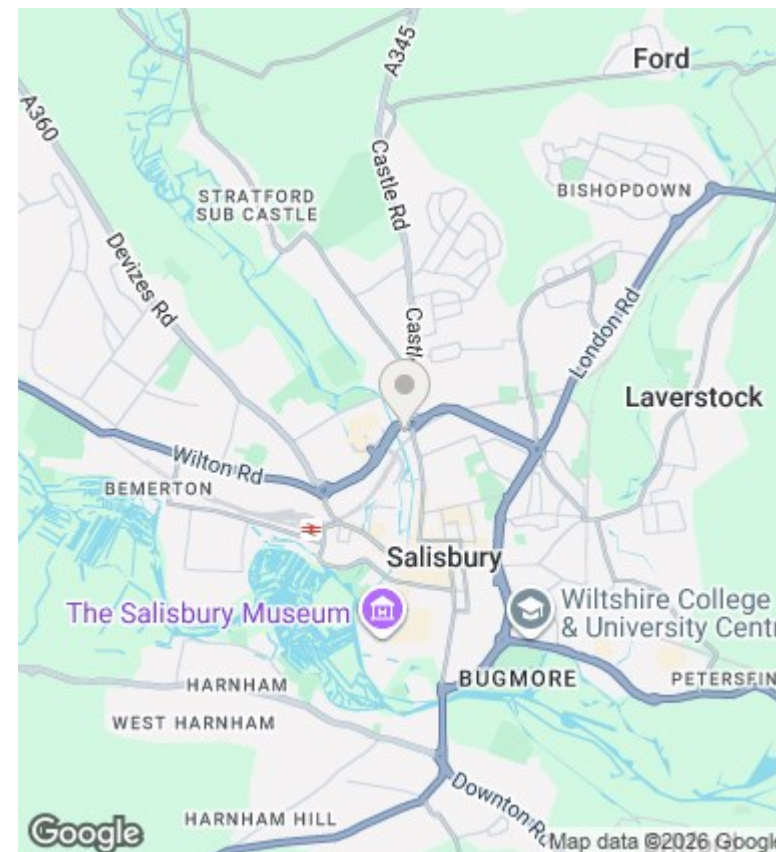 A345
Ford
A360
Castle Rd
BISHOPDOWN
STRATFORD
SUB CASTLE
Devizes Rd
Castl
London Rd
Laverstock
Wilton Rd
BEMERTON
Salisbury
The Salisbury Museum
Wiltshire College
& University Centr
HARNHAM
BUGMORE
PETERSFIN
WEST HARNHAM
Downton Rd
HARNHAM HILL
Google
Map data ©2026 Google